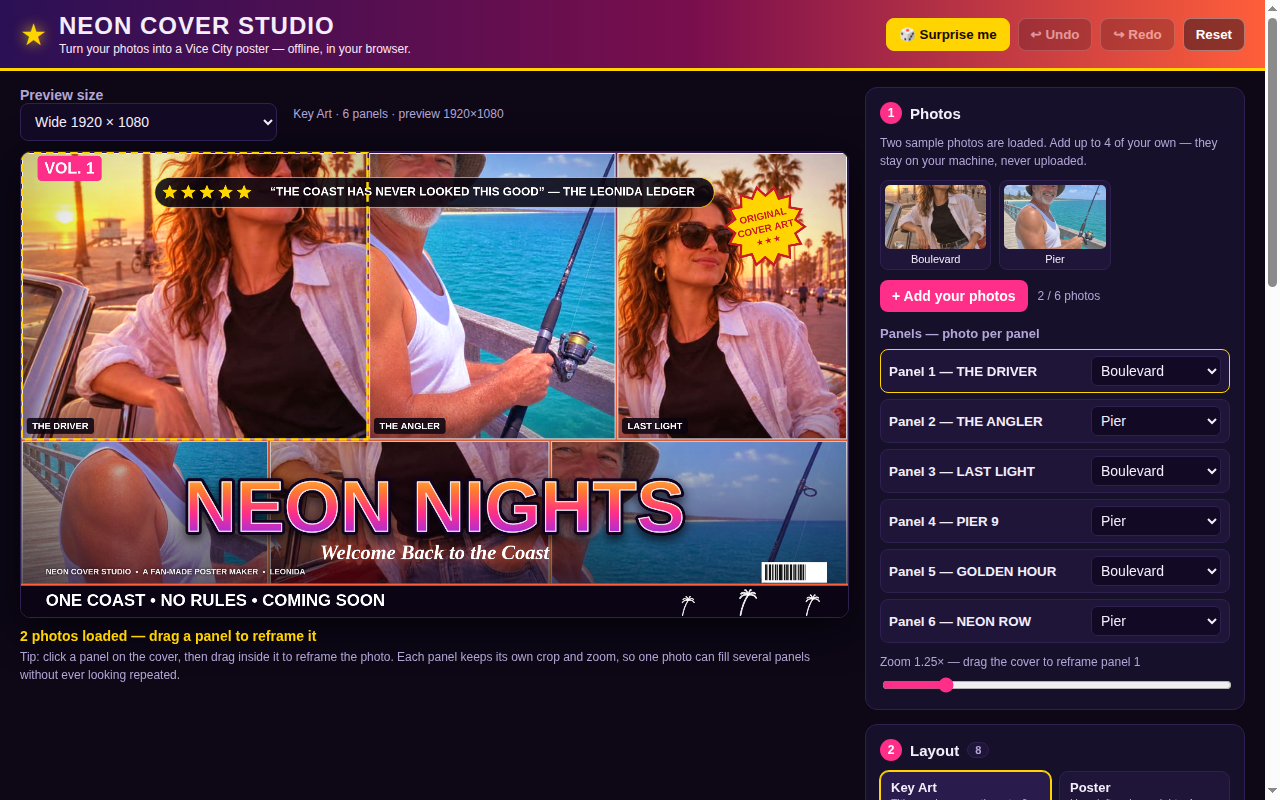 ★ NEON COVER STUDIO
Turn your photos into a Vice City poster — offline, in your browser.
🎲 Surprise me
↩ Undo
↪ Redo
Reset
Preview size
Wide 1920 × 1080
Key Art · 6 panels · preview 1920×1080
VOL. 1
★★★★★ “THE COAST HAS NEVER LOOKED THIS GOOD” — THE LEONIDA LEDGER
ORIGINAL
COVER ART
★ ★ ★
THE DRIVER
THE ANGLER
LAST LIGHT
NEON NIGHTS
Welcome Back to the Coast
NEON COVER STUDIO • A FAN-MADE POSTER MAKER • LEONIDA
ONE COAST • NO RULES • COMING SOON
2 photos loaded — drag a panel to reframe it
Tip: click a panel on the cover, then drag inside it to reframe the photo. Each panel keeps its own crop and zoom, so one photo can fill several panels
without ever looking repeated.
1 Photos
Two sample photos are loaded. Add up to 4 of your own — they
stay on your machine, never uploaded.
Boulevard
Pier
+ Add your photos
2 / 6 photos
Panels — photo per panel
Panel 1 — THE DRIVER Boulevard
Panel 2 — THE ANGLER Pier
Panel 3 — LAST LIGHT Boulevard
Panel 4 — PIER 9 Pier
Panel 5 — GOLDEN HOUR Boulevard
Panel 6 — NEON ROW Pier
Zoom 1.25× — drag the cover to reframe panel 1
2 Layout 8
Key Art
Poster